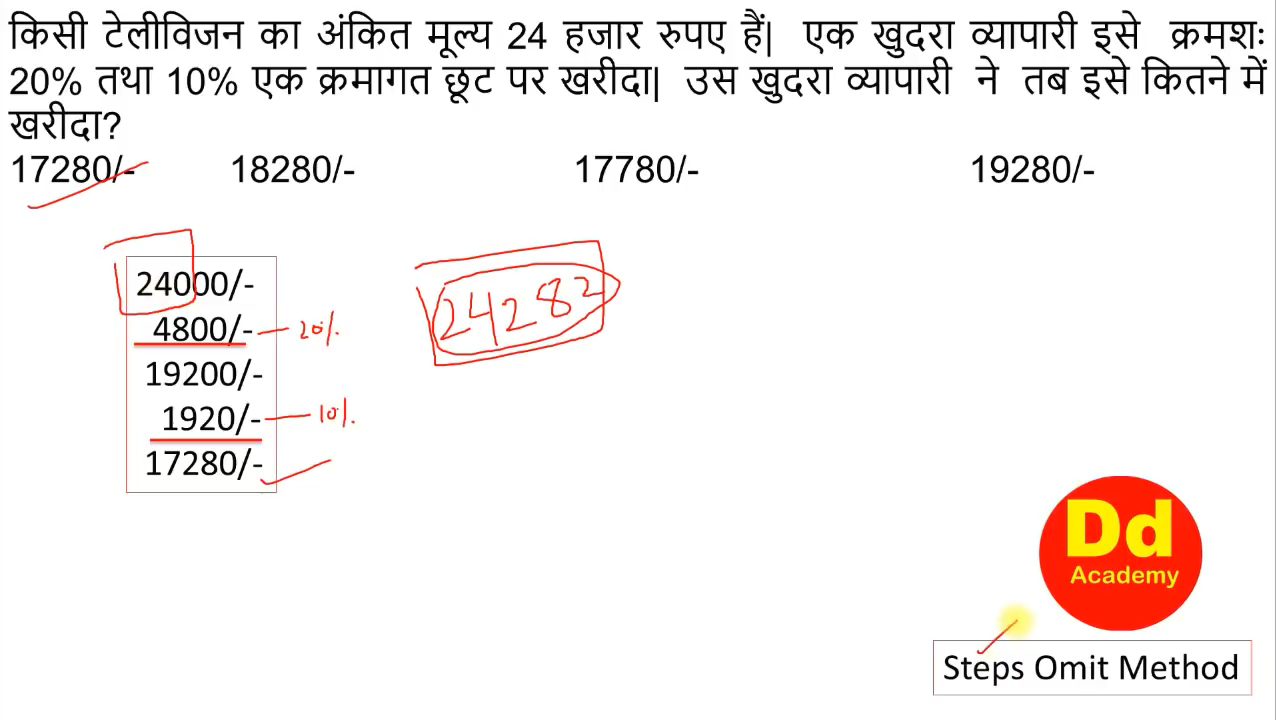 किसी टेलीविजन का अंकित मूल्य 24 हजार रुपए हैं| एक खुदरा व्यापारी इसे क्रमशः
20% तथा 10% एक क्रमागत छूट पर खरीदा| उस खुदरा व्यापारी ने तब इसे कितने में
खरीदा?
17280/- 18280/- 17780/- 19280/-
24000/-
4800/- 20%
19200/-
1920/- 10%
17280/-
24282
Dd
Academy
Steps Omit Method